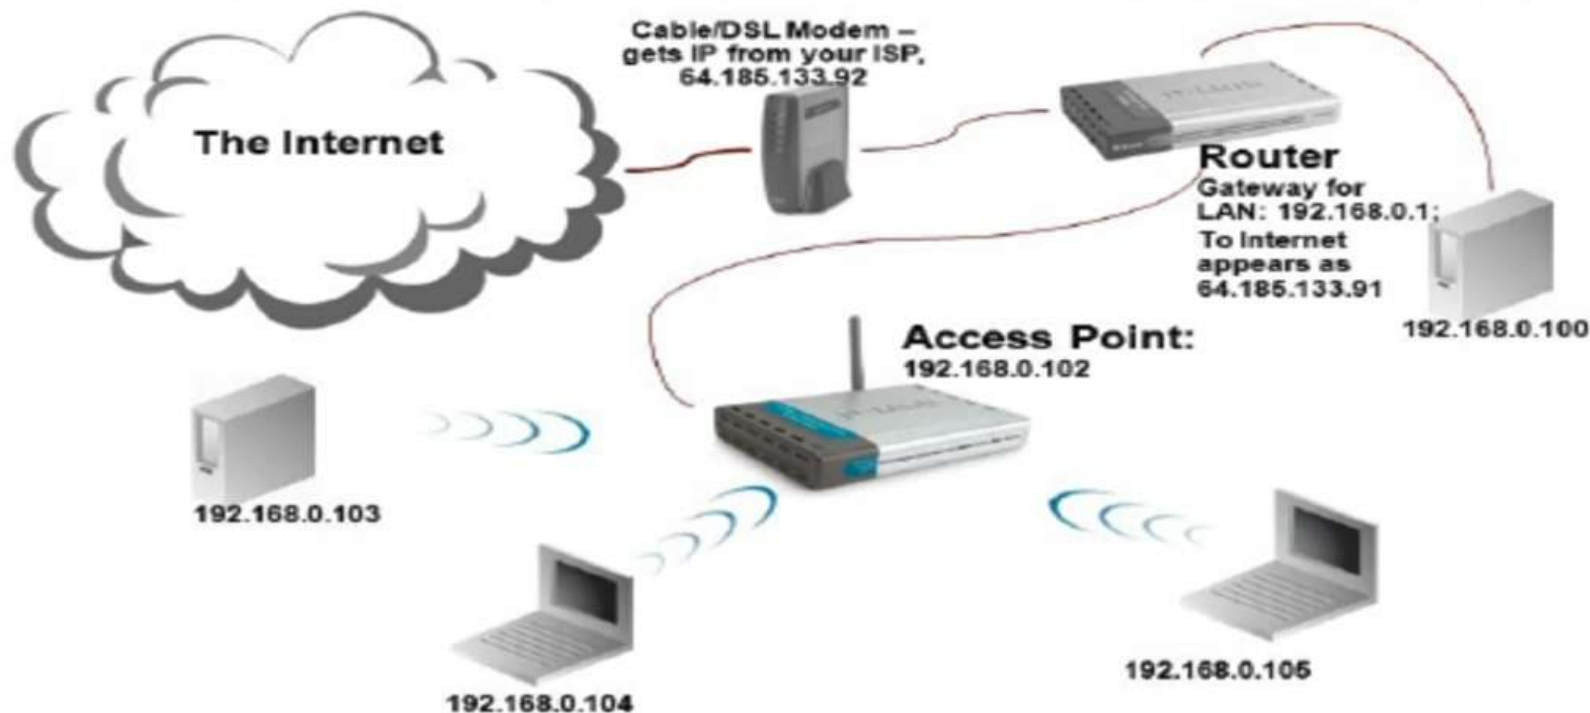 Cable/DSL Modem –
gets IP from your ISP,
64.185.133.92
The Internet
Router
Gateway for
LAN: 192.168.0.1;
To Internet
appears as
64.185.133.91
192.168.0.100
Access Point:
192.168.0.102
192.168.0.103
192.168.0.104
192.168.0.105